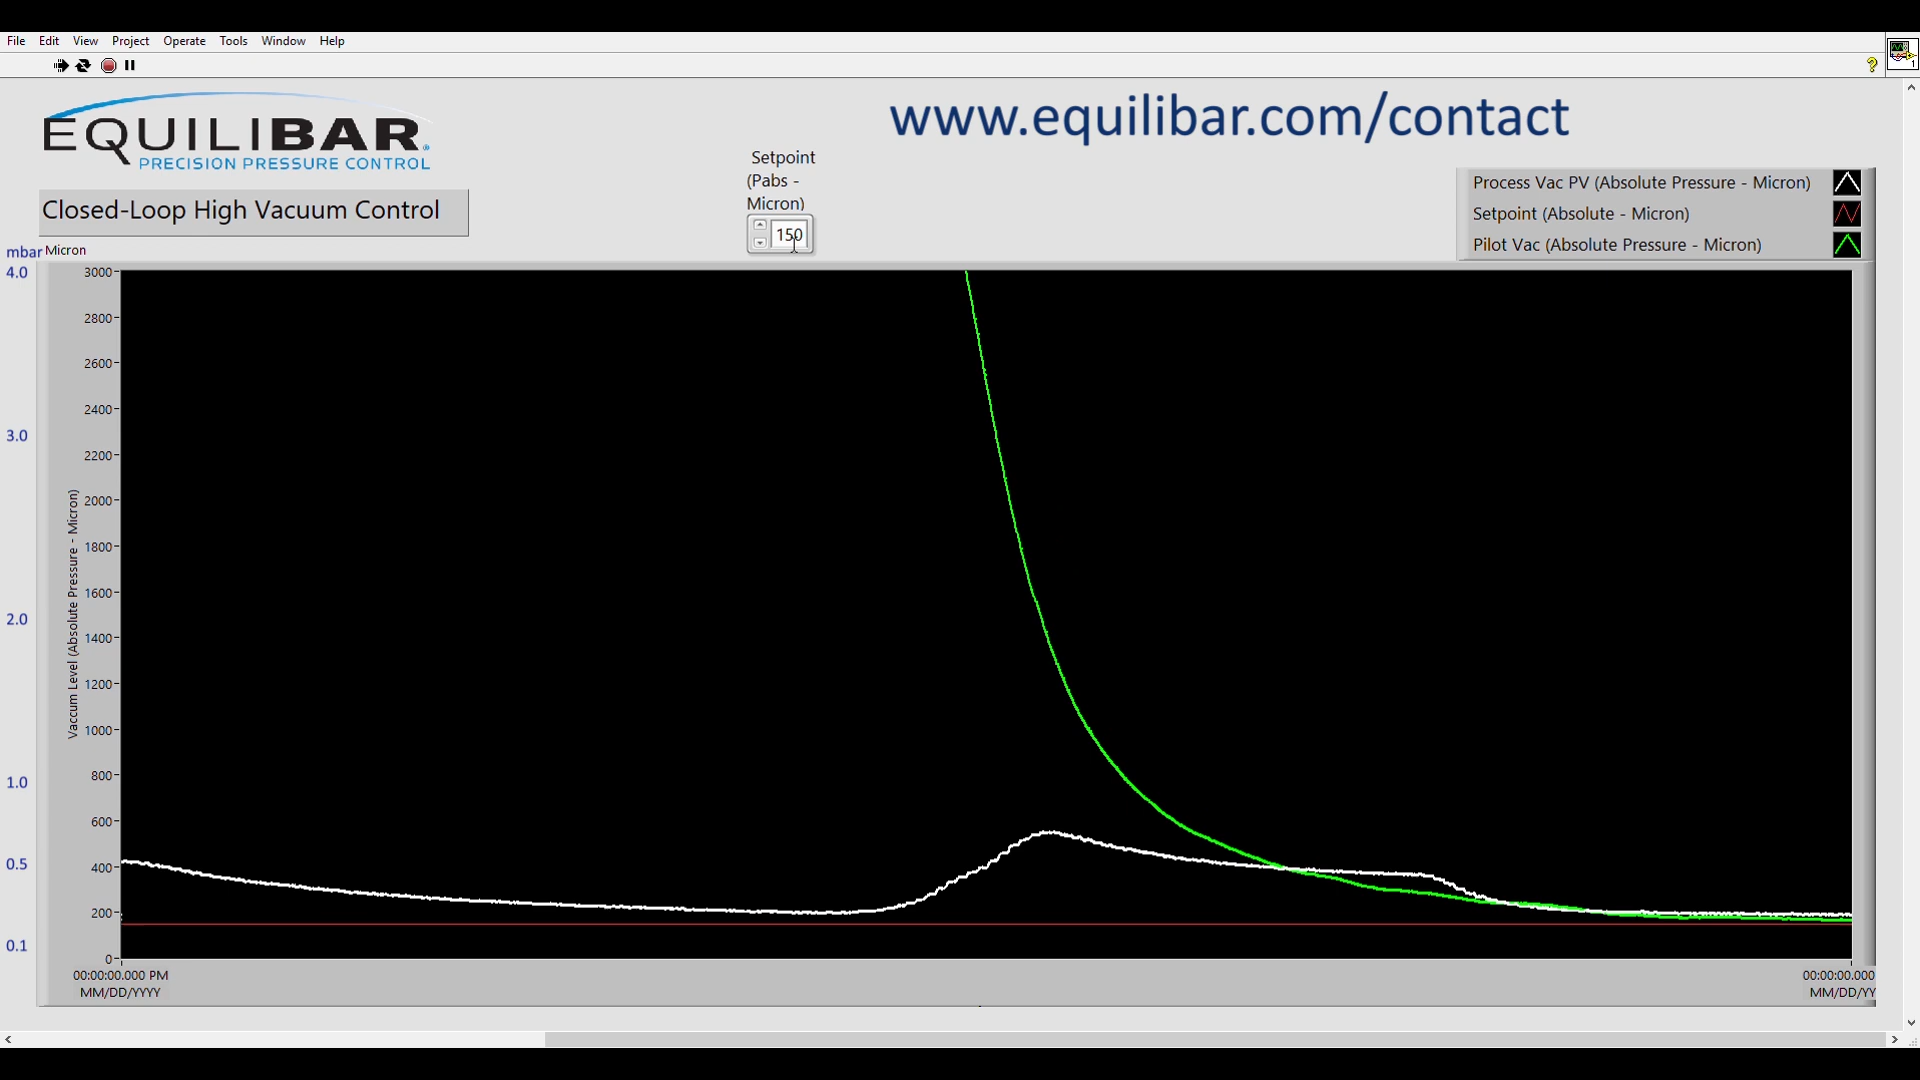 File Edit View Project Operate Tools Window Help
?
1
EQUILIBAR®
PRECISION PRESSURE CONTROL
www.equilibar.com/contact
Setpoint
(Pabs -
Micron)
150
Process Vac PV (Absolute Pressure - Micron)
Setpoint (Absolute - Micron)
Pilot Vac (Absolute Pressure - Micron)
Closed-Loop High Vacuum Control
mbar Micron
4.0
3.0
2.0
1.0
0.5
0.1
Vaccum Level (Absolute Pressure - Micron)
3000
2800
2600
2400
2200
2000
1800
1600
1400
1200
1000
800
600
400
200
0
00:00:00.000 PM
MM/DD/YYYY
00:00:00.000
MM/DD/YY